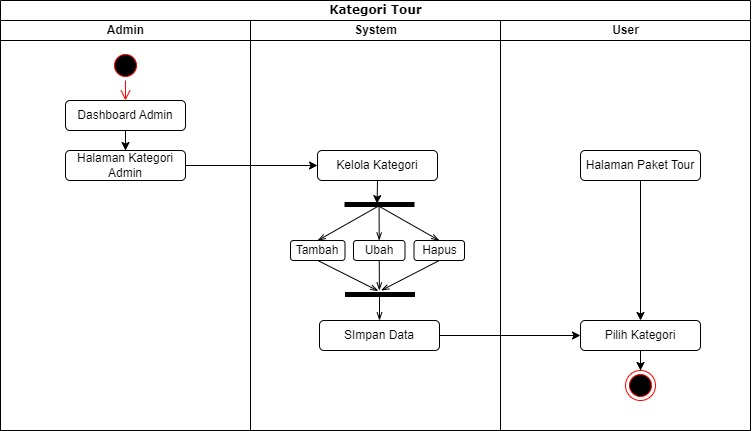 Kategori Tour
Admin
System
User
Dashboard Admin
Halaman Kategori
Admin
Kelola Kategori
Halaman Paket Tour
Tambah
Ubah
Hapus
SImpan Data
Pilih Kategori